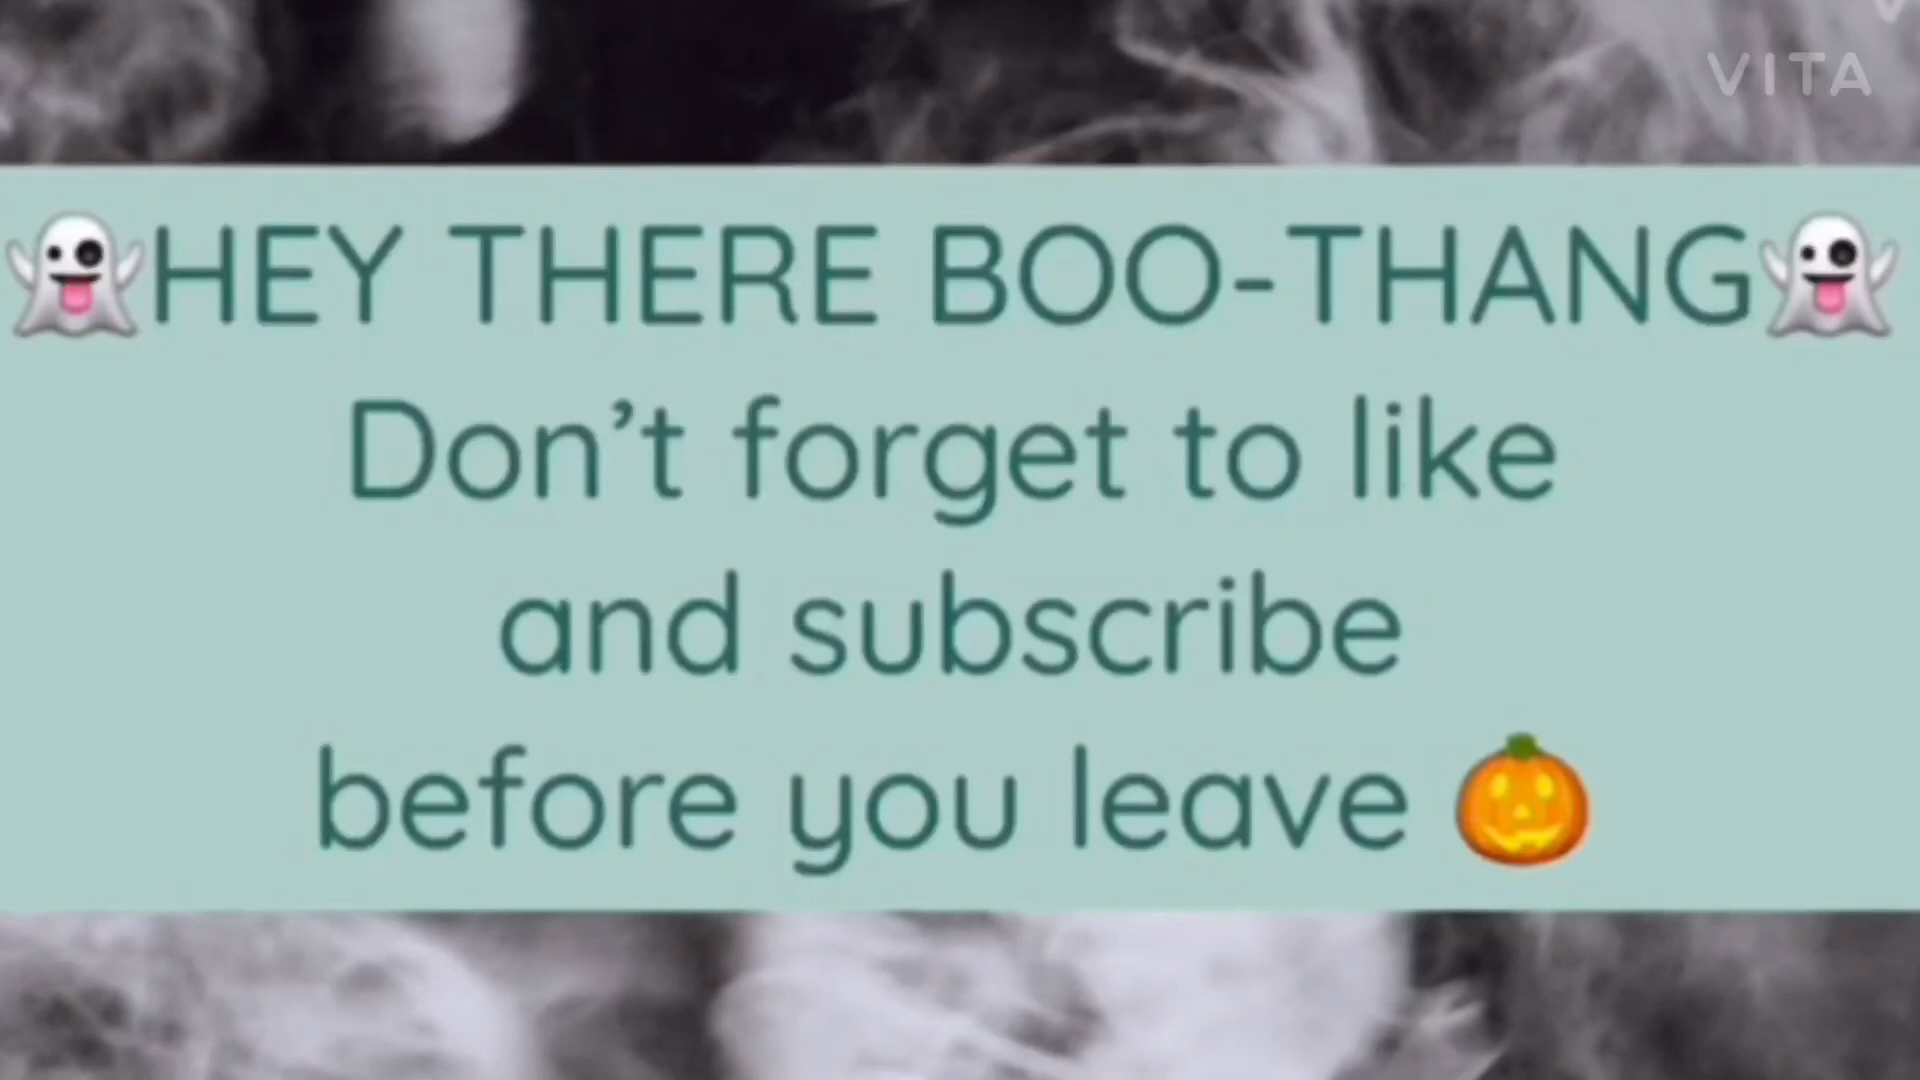 VITA
👻HEY THERE BOO-THANG👻
Don’t forget to like
and subscribe
before you leave 🎃